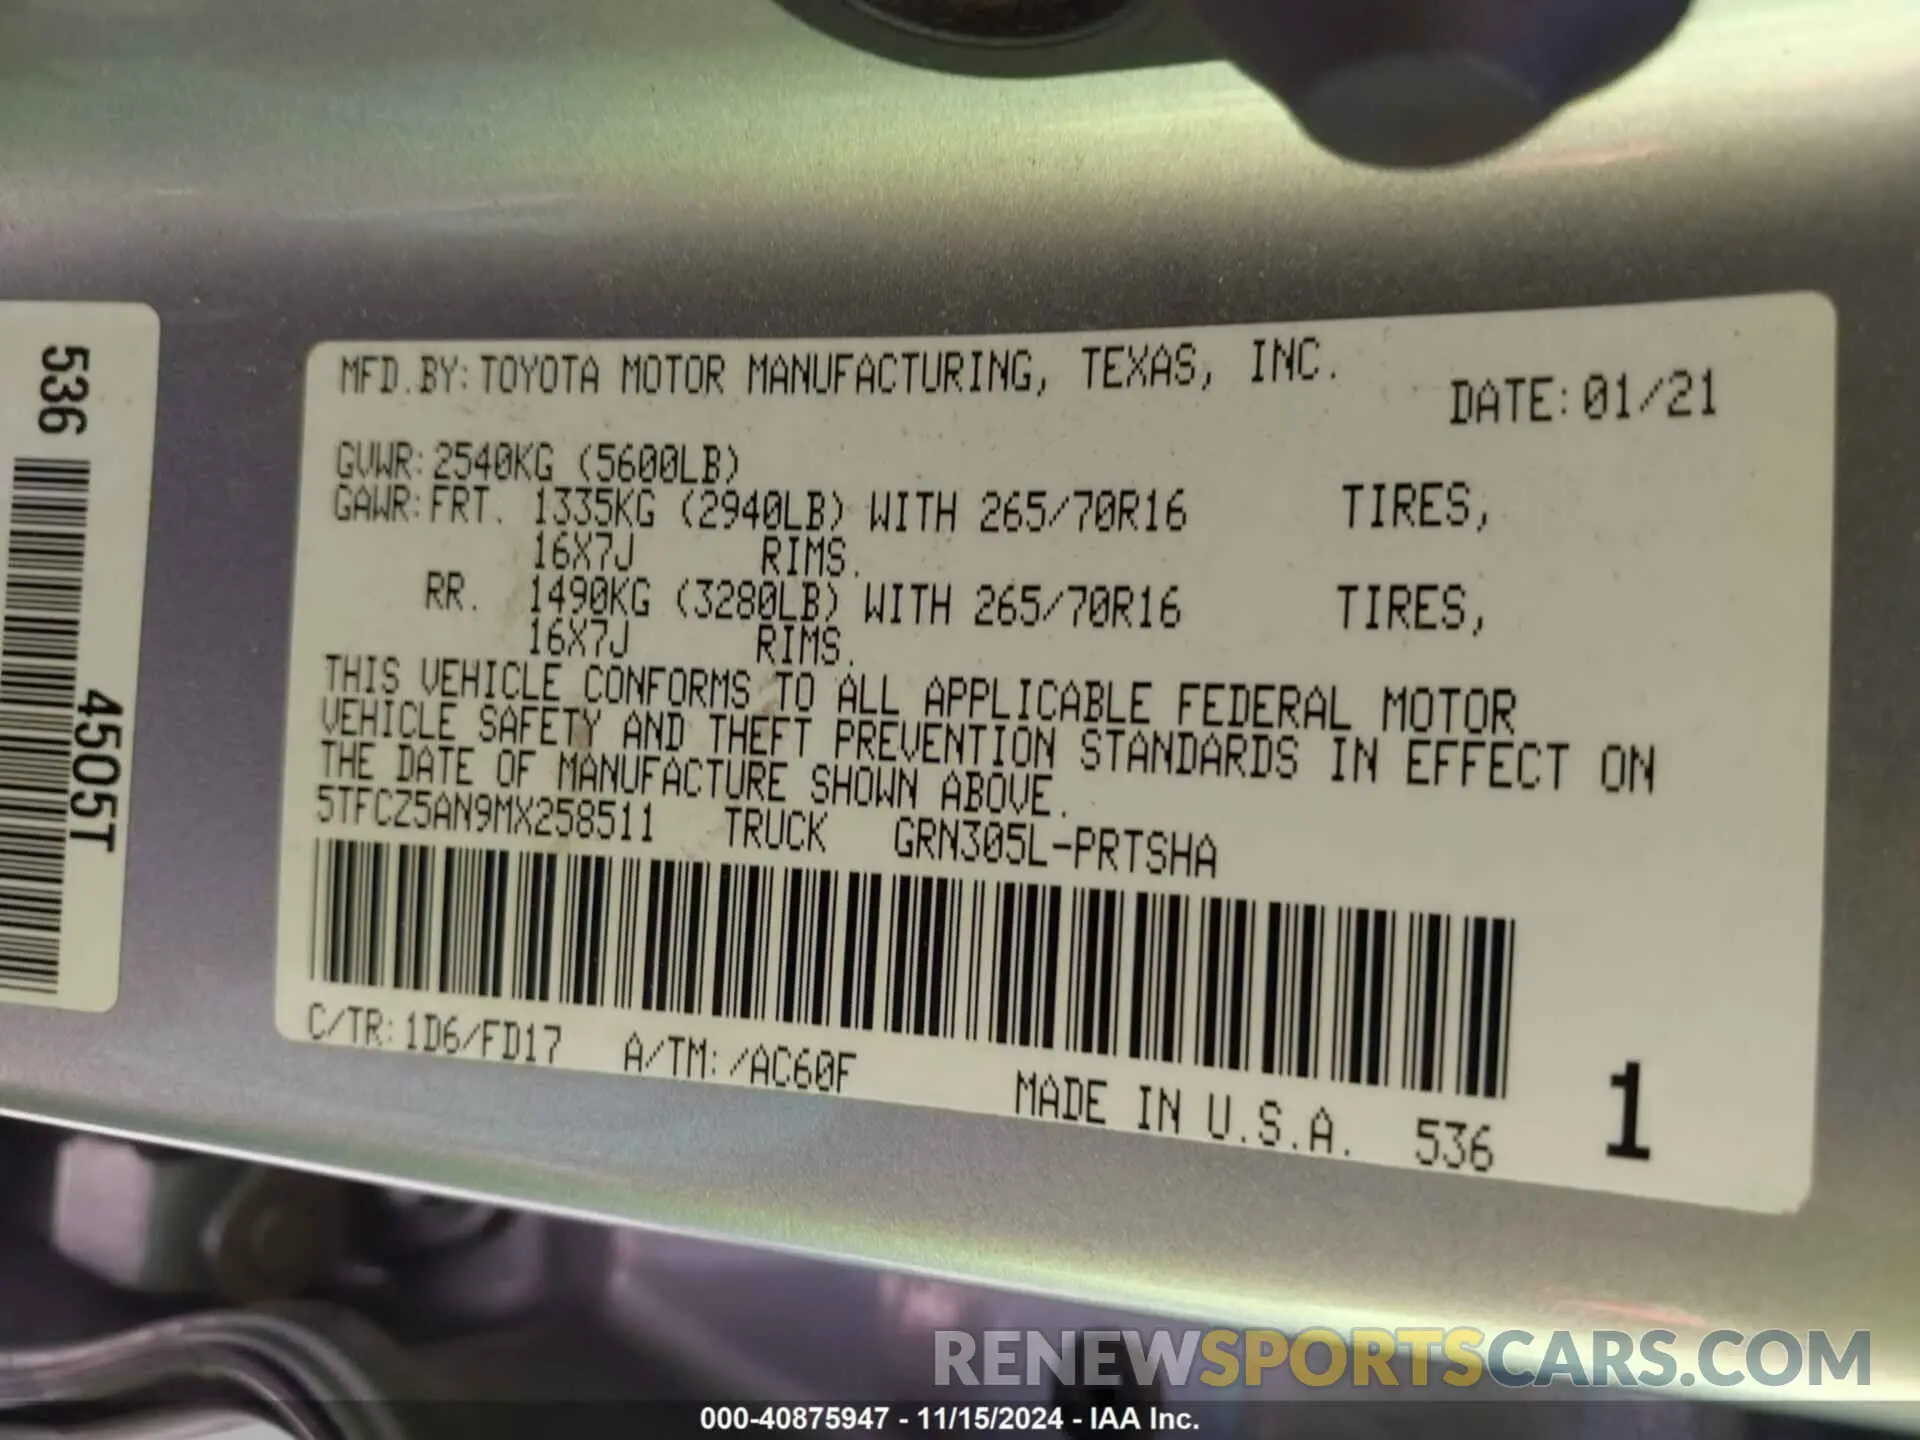 536
4505T
MFD.BY:TOYOTA MOTOR MANUFACTURING, TEXAS, INC. DATE:01/21
GVWR:2540KG (5600LB)
GAWR:FRT. 1335KG (2940LB) WITH 265/70R16 TIRES,
16X7J RIMS.
RR. 1490KG (3280LB) WITH 265/70R16 TIRES,
16X7J RIMS.
THIS VEHICLE CONFORMS TO ALL APPLICABLE FEDERAL MOTOR
VEHICLE SAFETY AND THEFT PREVENTION STANDARDS IN EFFECT ON
THE DATE OF MANUFACTURE SHOWN ABOVE.
5TFCZ5AN9MX258511 TRUCK GRN305L-PRTSHA
C/TR:1D6/FD17 A/TM:/AC60F
MADE IN U.S.A. 536 1
RENEWSPORTSCARS.COM
000-40875947 - 11/15/2024 - IAA Inc.